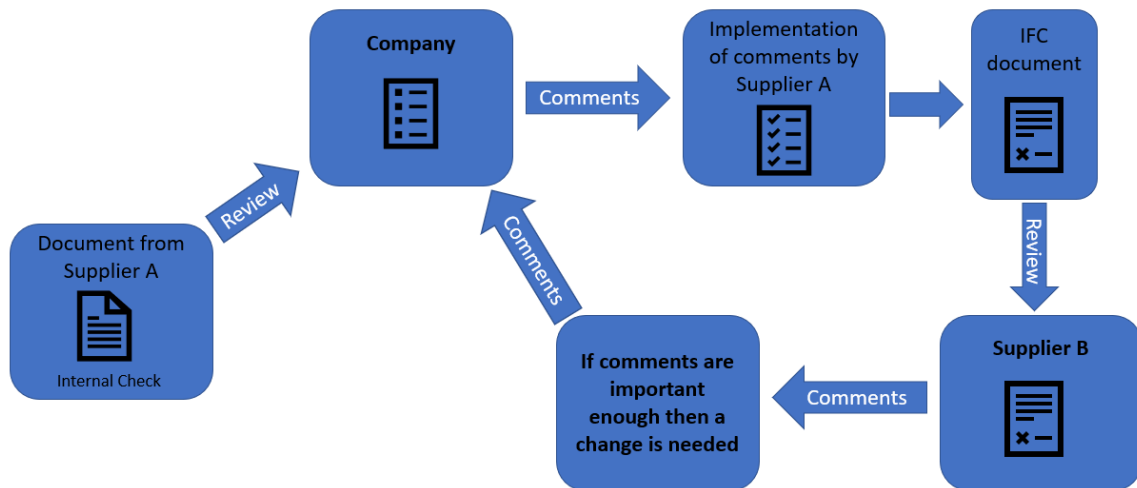 Document from
Supplier A
Internal Check
Review
Company
Comments
Implementation
of comments by
Supplier A
IFC
document
Review
Supplier B
Comments
If comments are
important
enough then a
change is needed
Comments